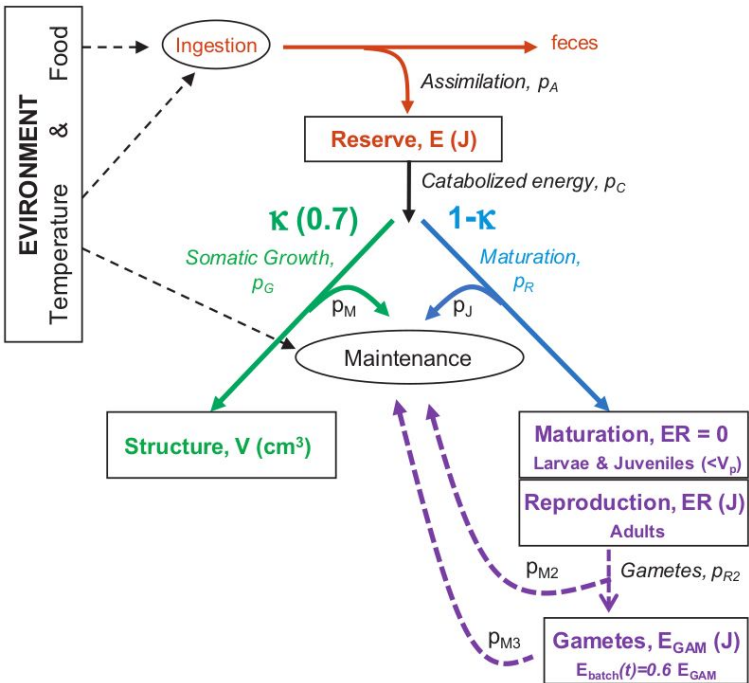 EVIRONMENT
Temperature & Food
Ingestion
feces
Assimilation, pA
Reserve, E (J)
Catabolized energy, pC
κ (0.7)
1-κ
Somatic Growth,
pG
Maturation,
pR
pM
pJ
Maintenance
Structure, V (cm³)
Maturation, ER = 0
Larvae & Juveniles (<Vp)
Reproduction, ER (J)
Adults
pM2
Gametes, pR2
pM3
Gametes, EGAM (J)
Ebatch(t)=0.6 EGAM